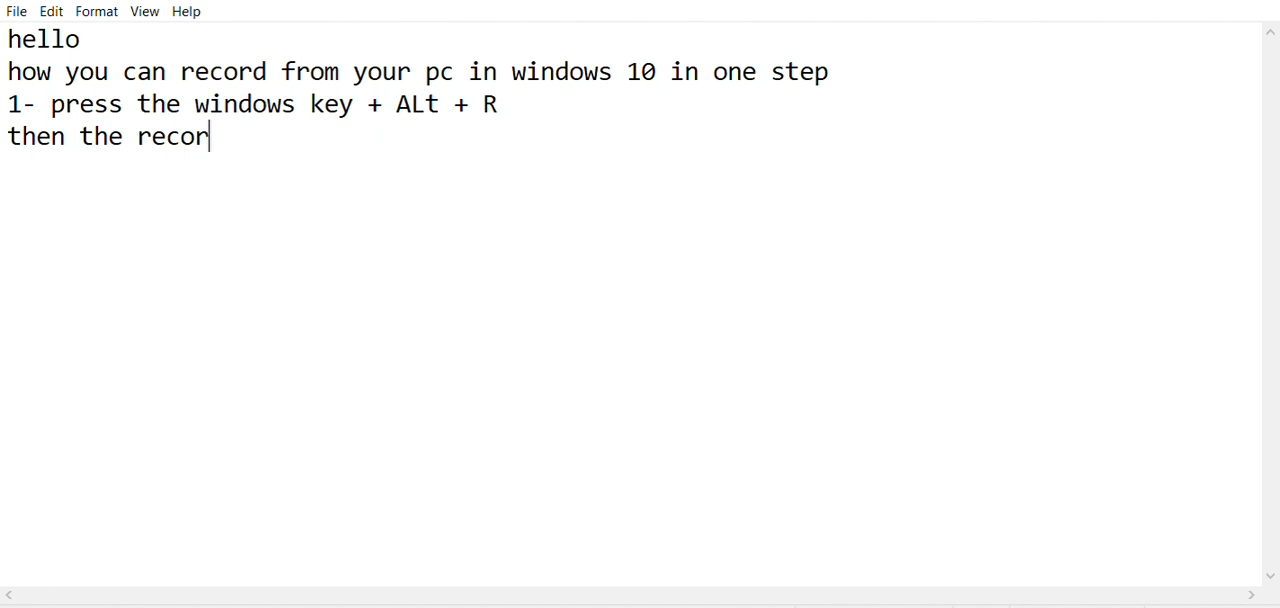 File Edit Format View Help
hello
how you can record from your pc in windows 10 in one step
1- press the windows key + ALt + R
then the recor